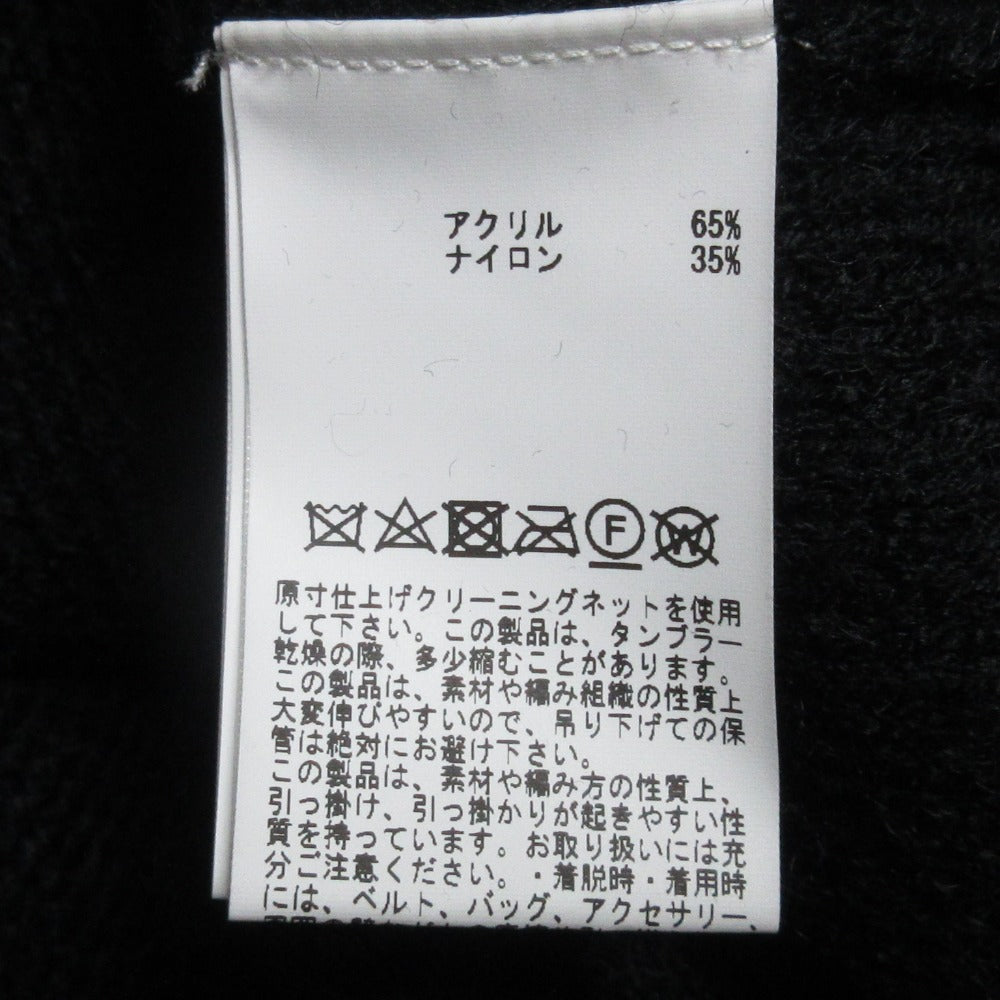 アクリル 65%
ナイロン 35%
F
W
原寸仕上げクリーニングネットを使用
して下さい。この製品は、タンブラー
乾燥の際、多少縮むことがあります。
この製品は、素材や編み組織の性質上
大変伸びやすいので、吊り下げての保
管は絶対にお避け下さい。
この製品は、素材や編み方の性質上、
引っ掛け、引っ掛かりが起きやすい性
質を持っています。お取り扱いには充
分ご注意ください。・着脱時・着用時
には、ベルト、バッグ、アクセサリー、